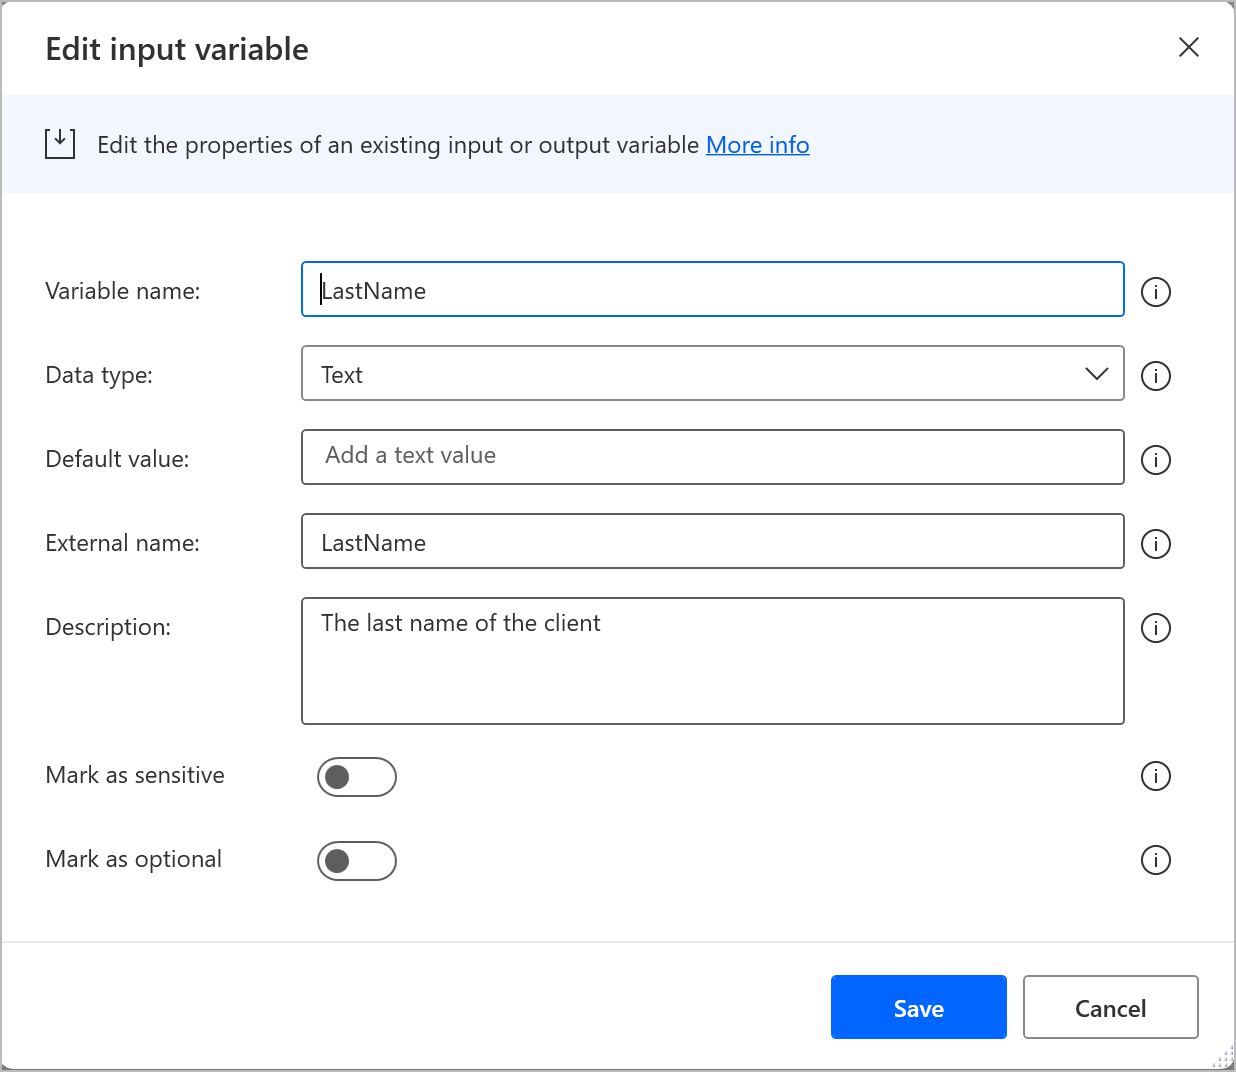 Edit input variable
Edit the properties of an existing input or output variable More info
Variable name:
LastName
Data type:
Text
Default value:
Add a text value
External name:
LastName
Description:
The last name of the client
Mark as sensitive
Mark as optional
Save
Cancel